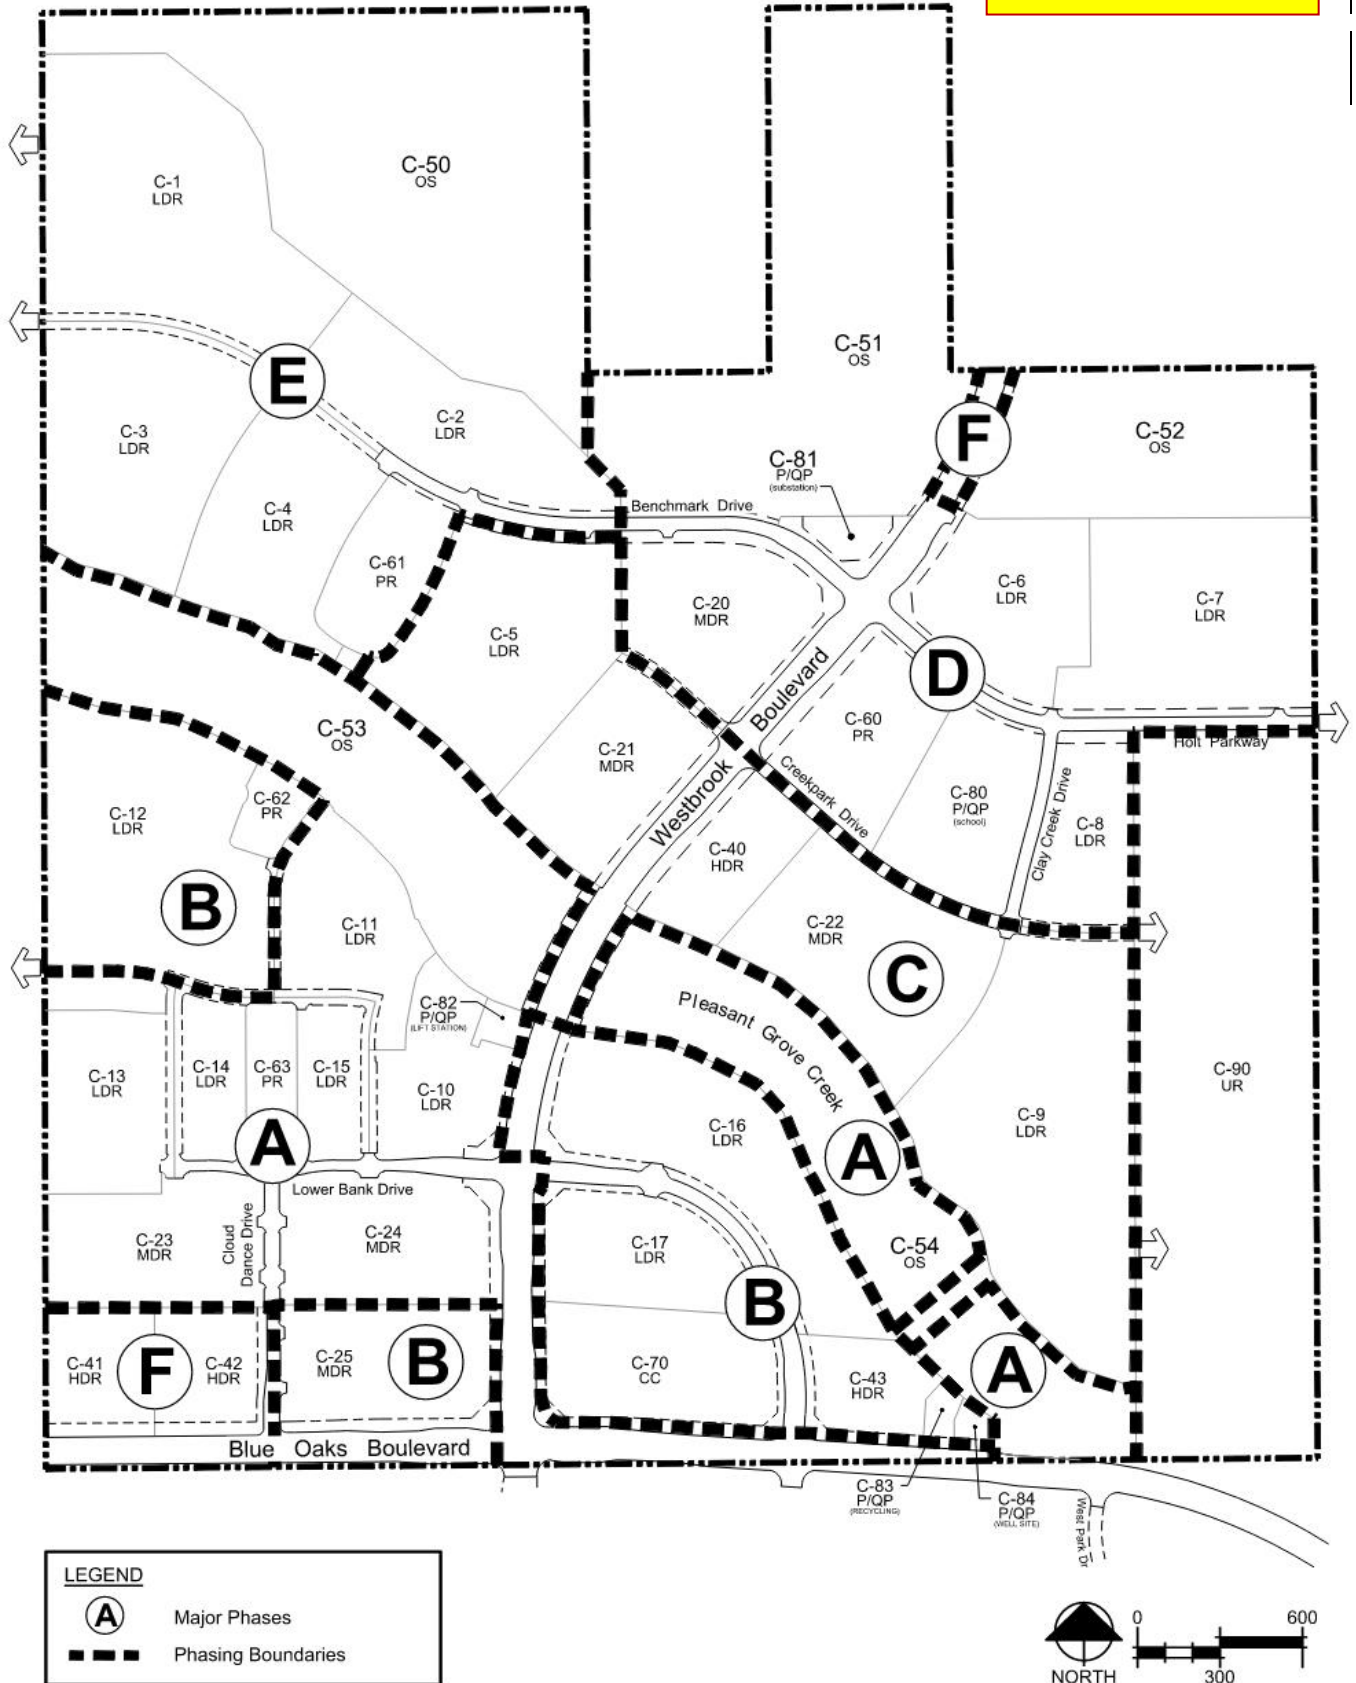 C-50
OS
C-1
LDR
C-51
OS
E
C-2
LDR
C-3
LDR
F
C-52
OS
C-81
P/QP
(substation)
C-4
LDR
Benchmark Drive
C-61
PR
C-6
LDR
C-7
LDR
C-20
MDR
C-5
LDR
D
Westbrook Boulevard
C-60
PR
C-53
OS
C-21
MDR
Holt Parkway
C-62
PR
C-12
LDR
Creekpark Drive
C-80
P/QP
(school)
Clay Creek Drive
C-8
LDR
C-40
HDR
B
C-11
LDR
C-22
MDR
C
C-82
P/QP
(LIFT STATION)
Pleasant Grove Creek
C-13
LDR
C-14
LDR
C-63
PR
C-15
LDR
C-10
LDR
C-90
UR
C-16
LDR
C-9
LDR
A
A
Lower Bank Drive
Cloud
Dance Drive
C-23
MDR
C-24
MDR
C-17
LDR
C-54
OS
B
C-41
HDR
F
C-42
HDR
C-25
MDR
B
C-70
CC
C-43
HDR
A
Blue Oaks Boulevard
C-83
P/QP
(RECYCLING)
C-84
P/QP
(WELL SITE)
West Park Dr
LEGEND
A
Major Phases
Phasing Boundaries
NORTH
0
600
300